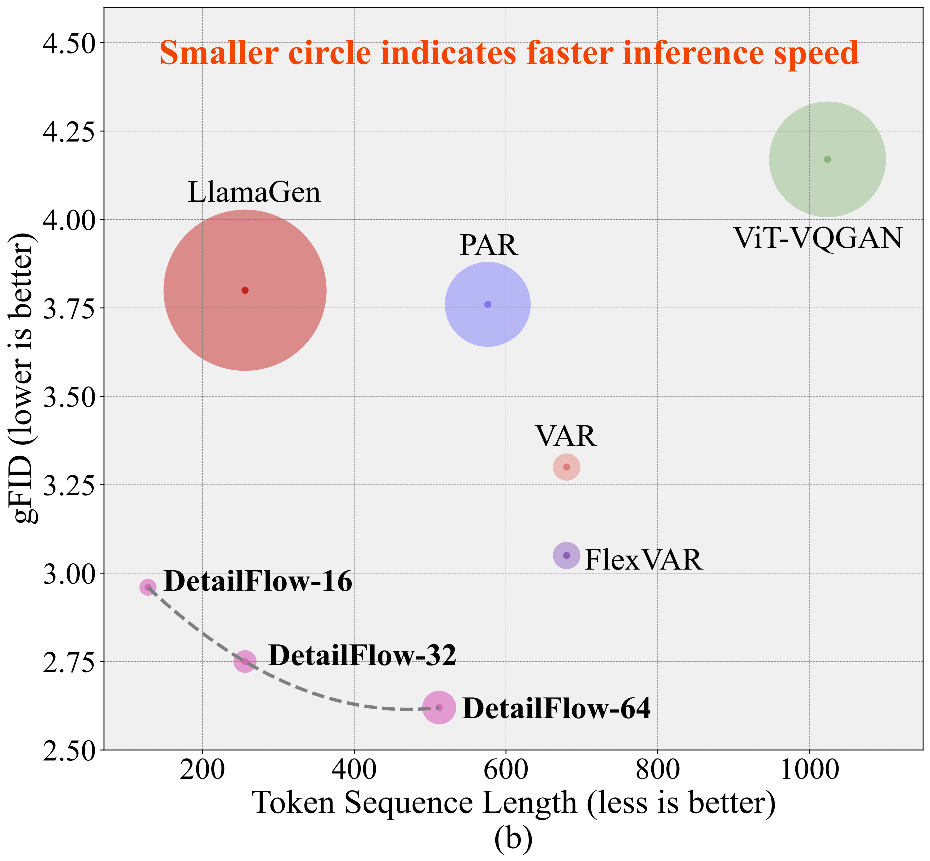 Smaller circle indicates faster inference speed
4.50
4.25
4.00
3.75
3.50
3.25
3.00
2.75
2.50
gFID (lower is better)
LlamaGen
PAR
ViT-VQGAN
VAR
FlexVAR
DetailFlow-16
DetailFlow-32
DetailFlow-64
200 400 600 800 1000
Token Sequence Length (less is better)
(b)